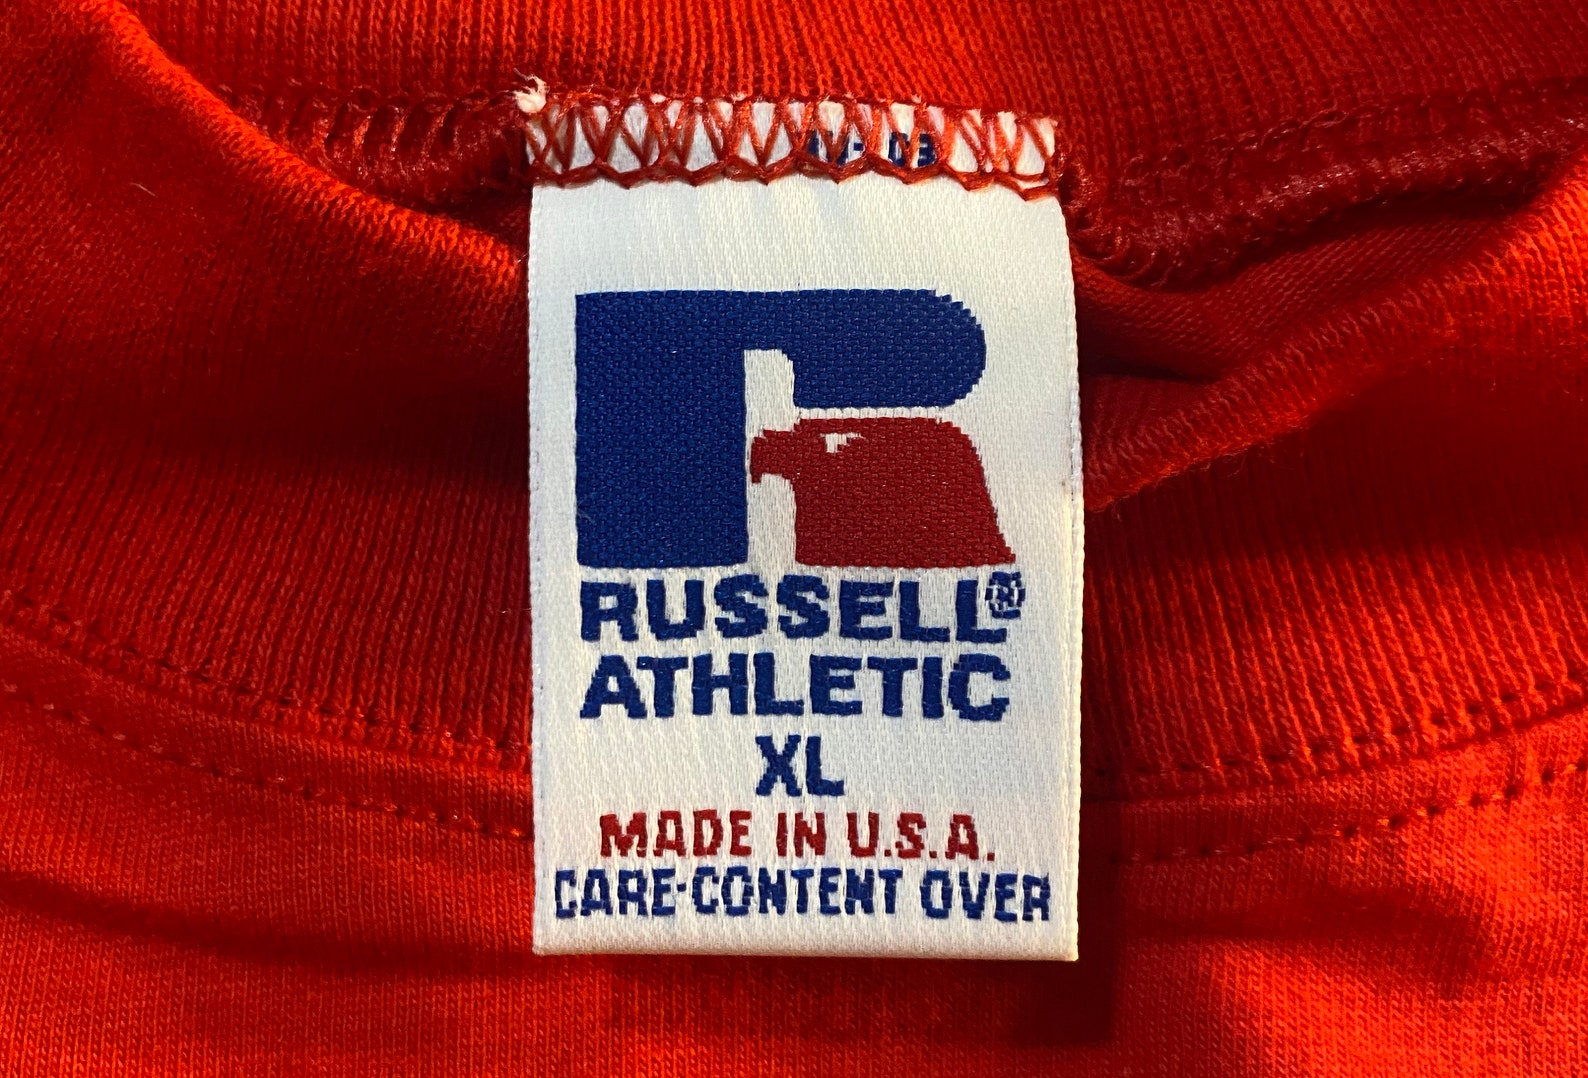 RUSSELL®
ATHLETIC
XL
MADE IN U.S.A.
CARE-CONTENT OVER